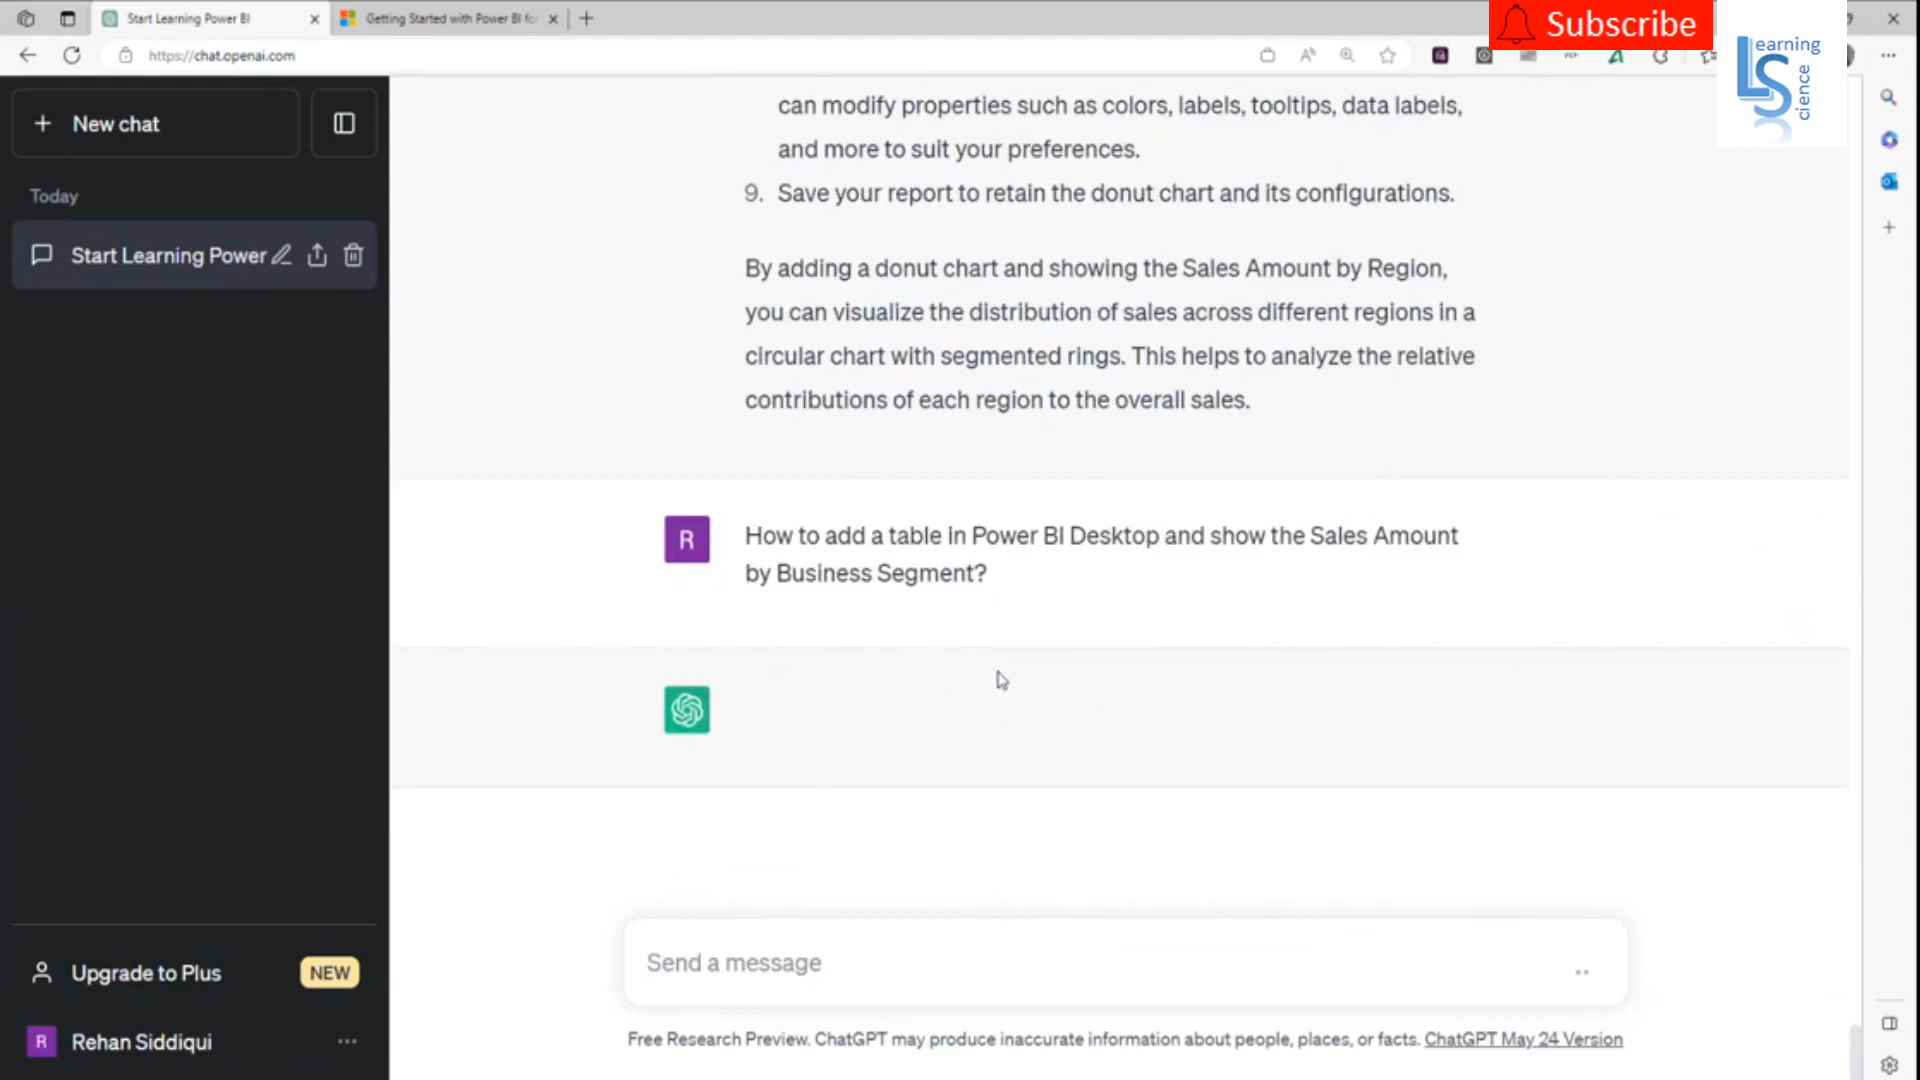 Start Learning Power BI
Getting Started with Power BI for
Subscribe
Learning
Science
https://chat.openai.com
New chat
Today
Start Learning Power
can modify properties such as colors, labels, tooltips, data labels,
and more to suit your preferences.
9. Save your report to retain the donut chart and its configurations.
By adding a donut chart and showing the Sales Amount by Region,
you can visualize the distribution of sales across different regions in a
circular chart with segmented rings. This helps to analyze the relative
contributions of each region to the overall sales.
R
How to add a table in Power BI Desktop and show the Sales Amount
by Business Segment?
Send a message
Upgrade to Plus
NEW
R
Rehan Siddiqui
Free Research Preview. ChatGPT may produce inaccurate information about people, places, or facts. ChatGPT May 24 Version